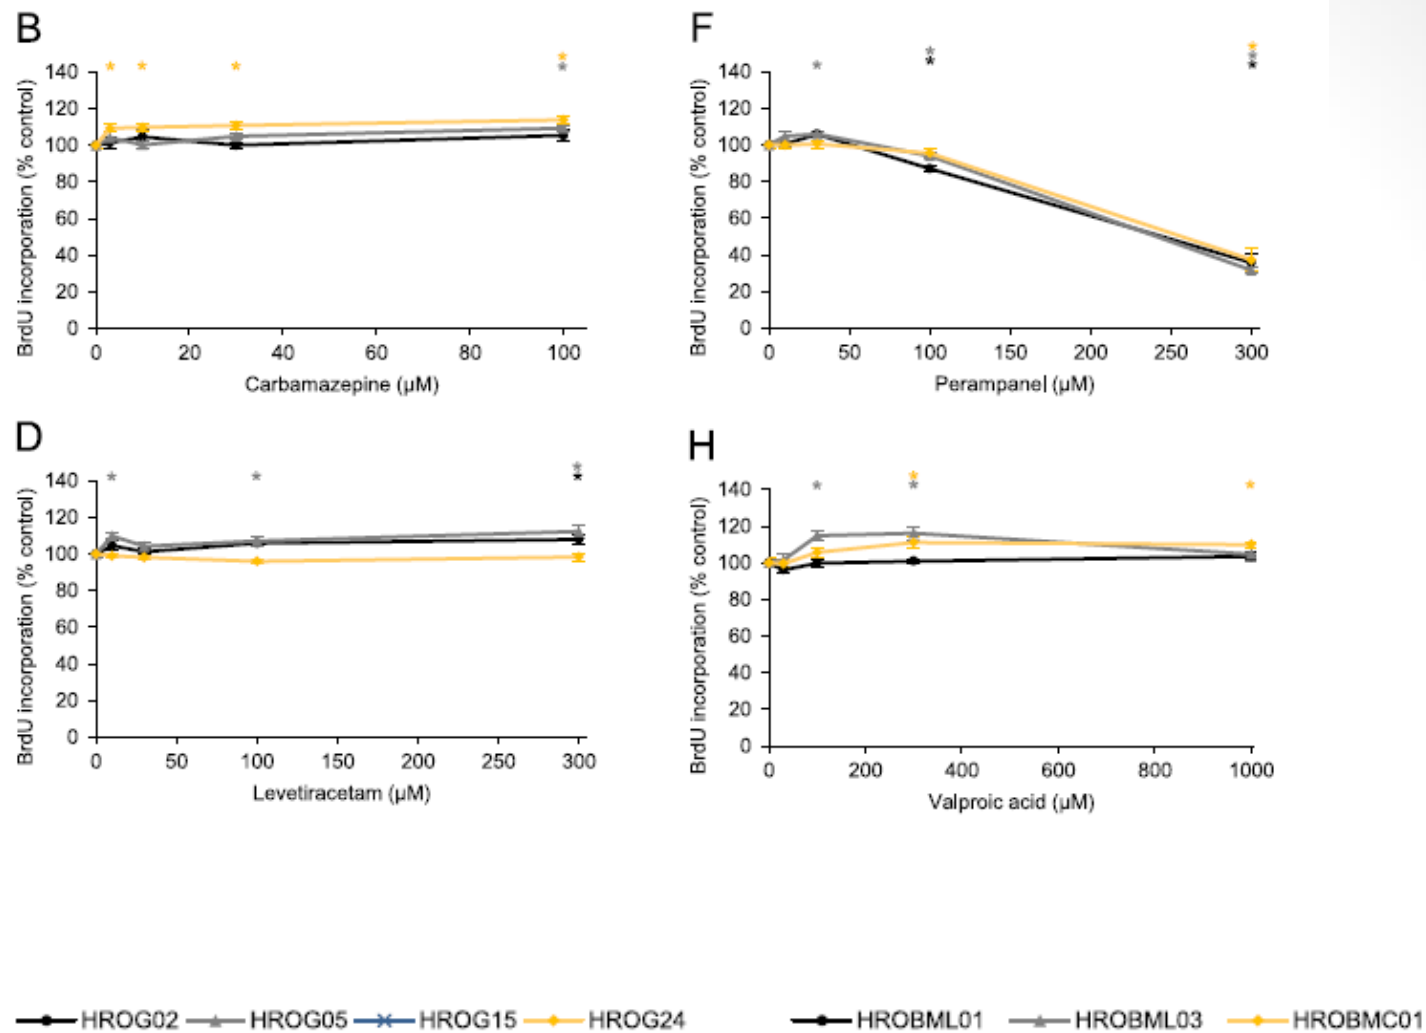 B
* * * *
*
140
120
100
80
60
40
20
0
BrdU incorporation (% control)
0 20 40 60 80 100
Carbamazepine (µM)
F
* * *
* *
*
140
120
100
80
60
40
20
0
BrdU incorporation (% control)
0 50 100 150 200 250 300
Perampanel (µM)
D
* * *
*
140
120
100
80
60
40
20
0
BrdU incorporation (% control)
0 50 100 150 200 250 300
Levetiracetam (µM)
H
* * *
*
140
120
100
80
60
40
20
0
BrdU incorporation (% control)
0 200 400 600 800 1000
Valproic acid (µM)
HROG02 HROG05 HROG15 HROG24
HROBML01 HROBML03 HROBMC01